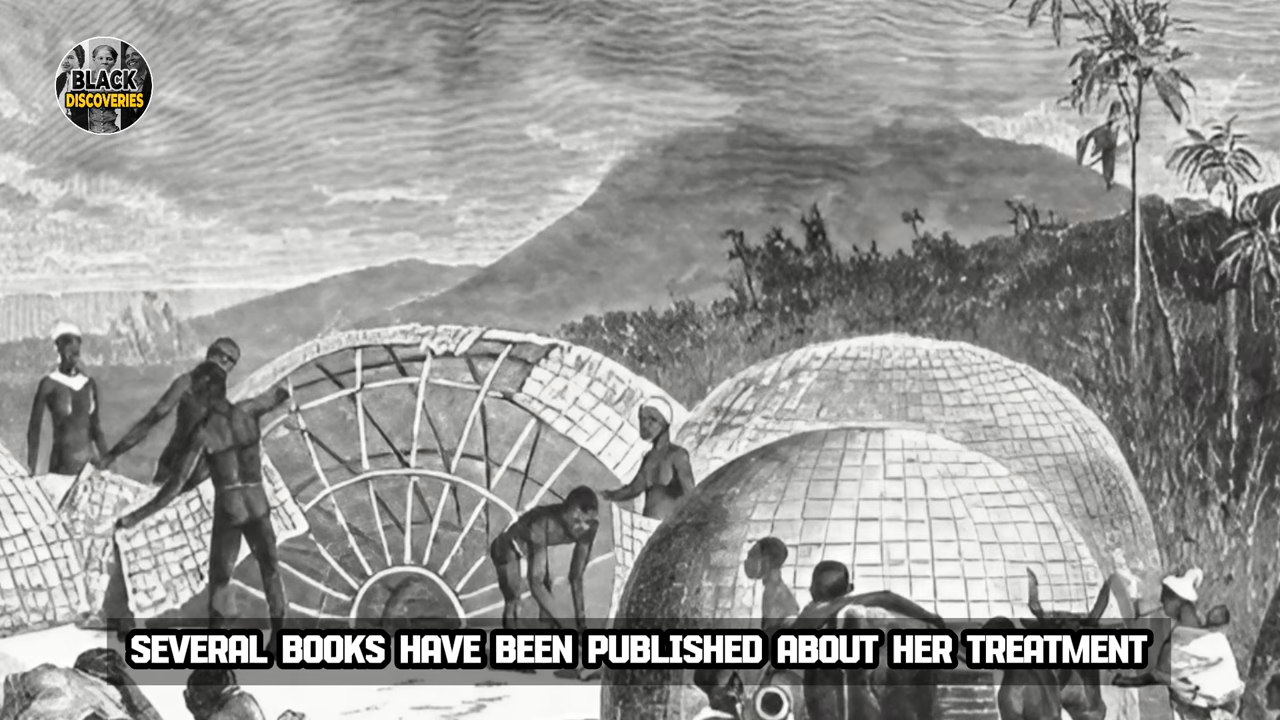 BLACK
DISCOVERIES
SEVERAL BOOKS HAVE BEEN PUBLISHED ABOUT HER TREATMENT